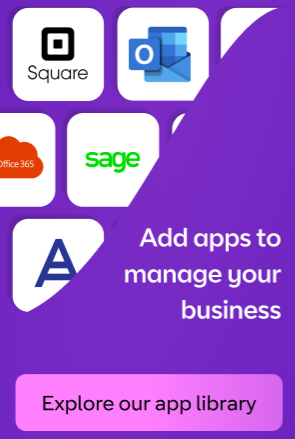 Square
O
Office 365
sage
Add apps to
manage your
business
Explore our app library